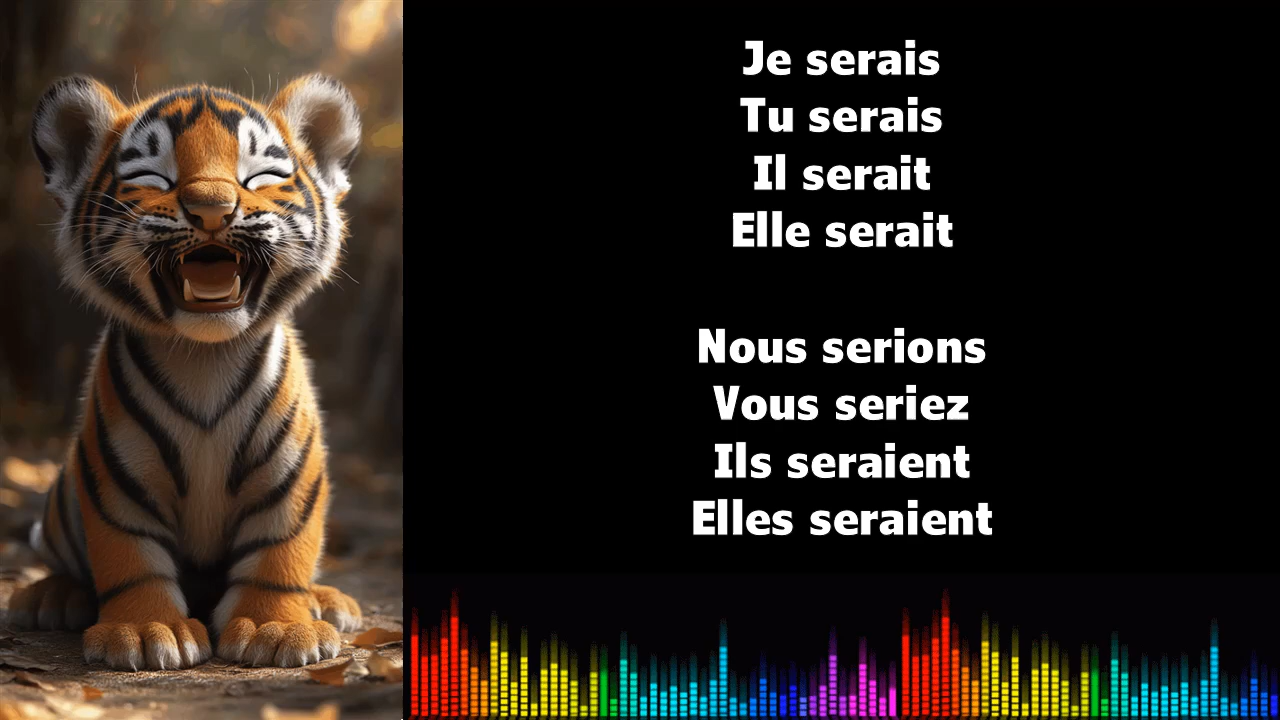 Je serais
Tu serais
Il serait
Elle serait
Nous serions
Vous seriez
Ils seraient
Elles seraient